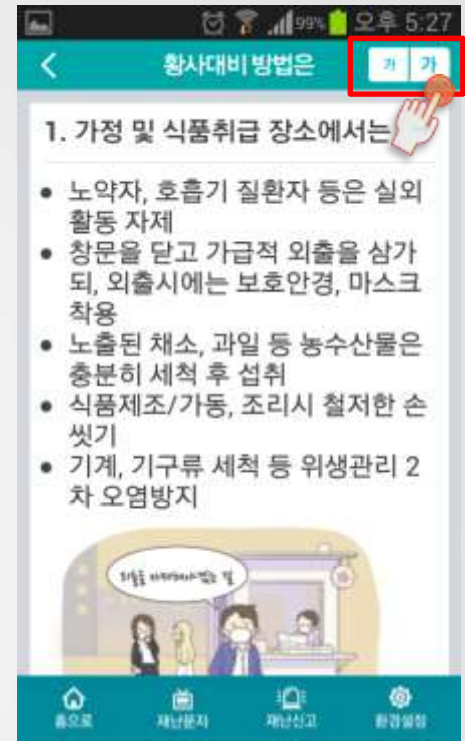 99% 오후 5:27
황사대비 방법은 가 가
1. 가정 및 식품취급 장소에서는
● 노약자, 호흡기 질환자 등은 실외
활동 자제
● 창문을 닫고 가급적 외출을 삼가
되, 외출시에는 보호안경, 마스크
착용
● 노출된 채소, 과일 등 농수산물은
충분히 세척 후 섭취
● 식품제조/가동, 조리시 철저한 손
씻기
● 기계, 기구류 세척 등 위생관리 2
차 오염방지
홈으로 재난문자 재난신고 환경설정